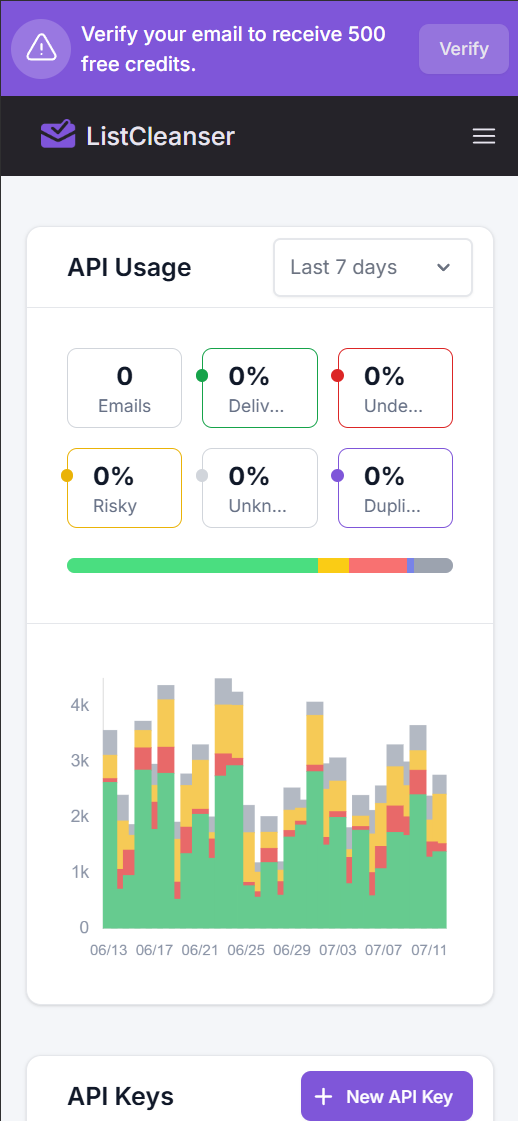 Verify your email to receive 500
free credits.
Verify
ListCleanser
API Usage
Last 7 days
0
Emails
0%
Deliv...
0%
Unde...
0%
Risky
0%
Unkn...
0%
Dupli...
4k
3k
2k
1k
0
06/13 06/17 06/21 06/25 06/29 07/03 07/07 07/11
API Keys
New API Key